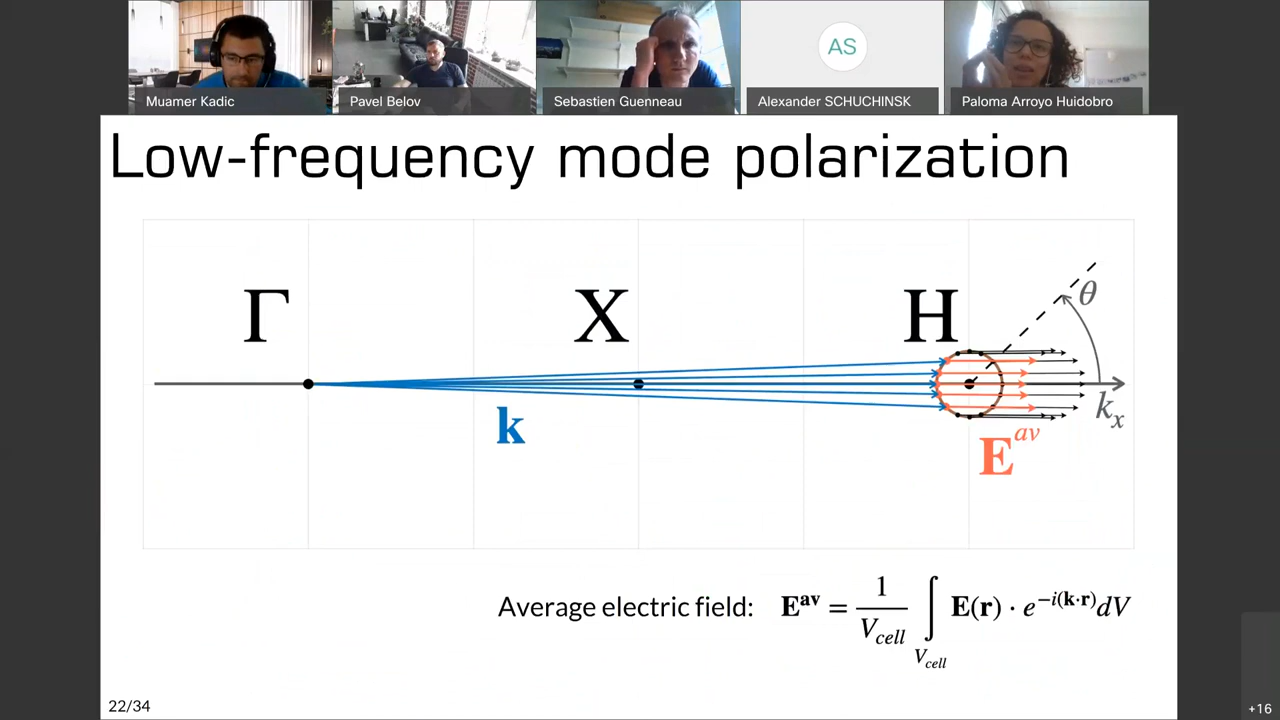 Muamer Kadic
Pavel Belov
Sebastien Guenneau
AS
Alexander SCHUCHINSK
Paloma Arroyo Huidobro
Low-frequency mode polarization
Γ
X
H
θ
k
kₓ
E^av
Average electric field: E^av = 1/V_cell ∫_{V_cell} E(r) · e^{−i(k·r)} dV
22/34
+16